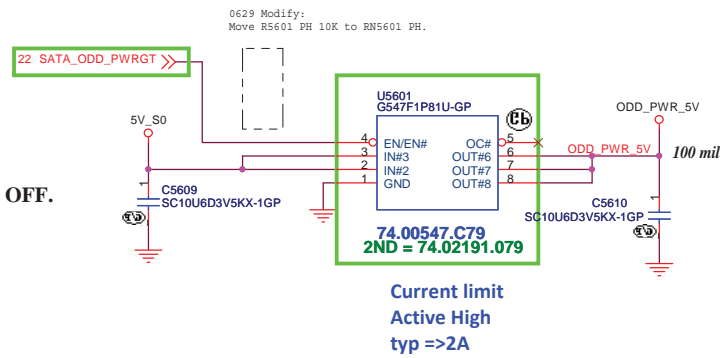 0629 Modify:
Move R5601 PH 10K to RN5601 PH.
22 SATA_ODD_PWRGT
5V_S0
U5601
G547F1P81U-GP
ODD_PWR_5V
4 EN/EN# OC# 5
3 IN#3 OUT#6 6 ODD_PWR_5V
2 IN#2 OUT#7 7
1 GND OUT#8 8
100 mil
OFF.
1
C5609
SC10U6D3V5KX-1GP
1
C5610
SC10U6D3V5KX-1GP
74.00547.C79
2ND = 74.02191.079
Current limit
Active High
typ =>2A